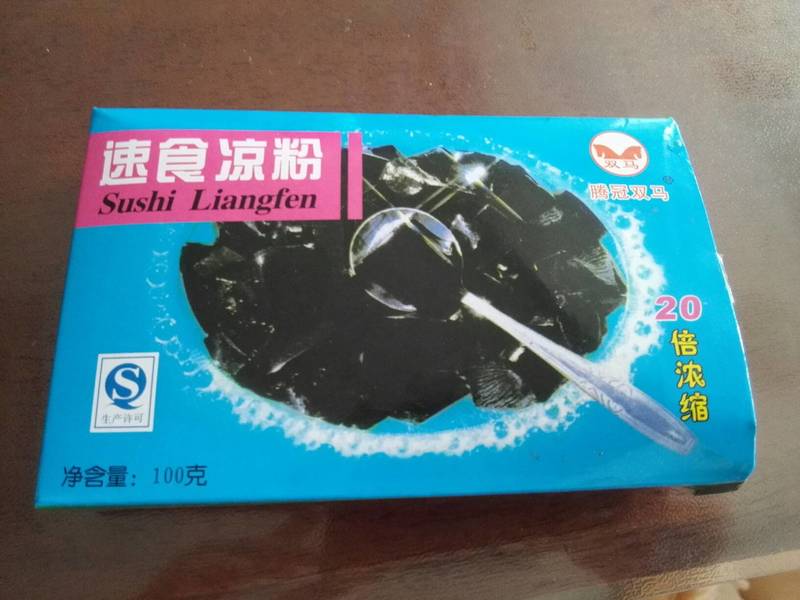 速食凉粉
Sushi Liangfen
双马
腾冠双马®
20
倍浓缩
生产许可
净含量：100克